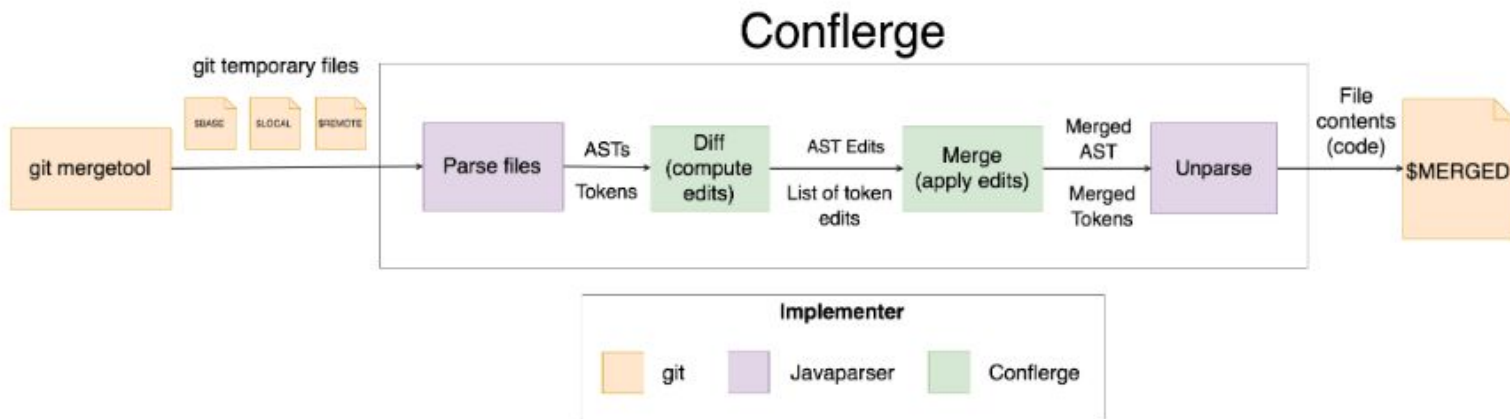 Conflerge
git temporary files
$BASE
$LOCAL
$REMOTE
git mergetool
Parse files
ASTs
Tokens
Diff
(compute
edits)
AST Edits
List of token
edits
Merge
(apply edits)
Merged
AST
Merged
Tokens
Unparse
File
contents
(code)
$MERGED
Implementer
git
Javaparser
Conflerge